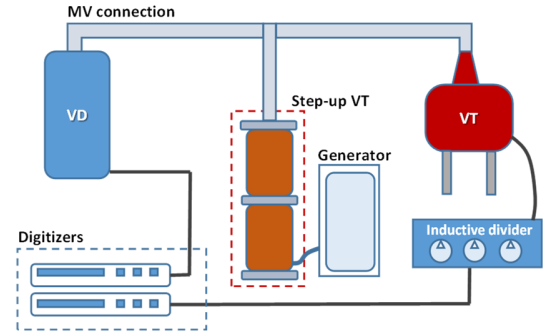 MV connection
VD
Step-up VT
VT
Generator
Inductive divider
Digitizers